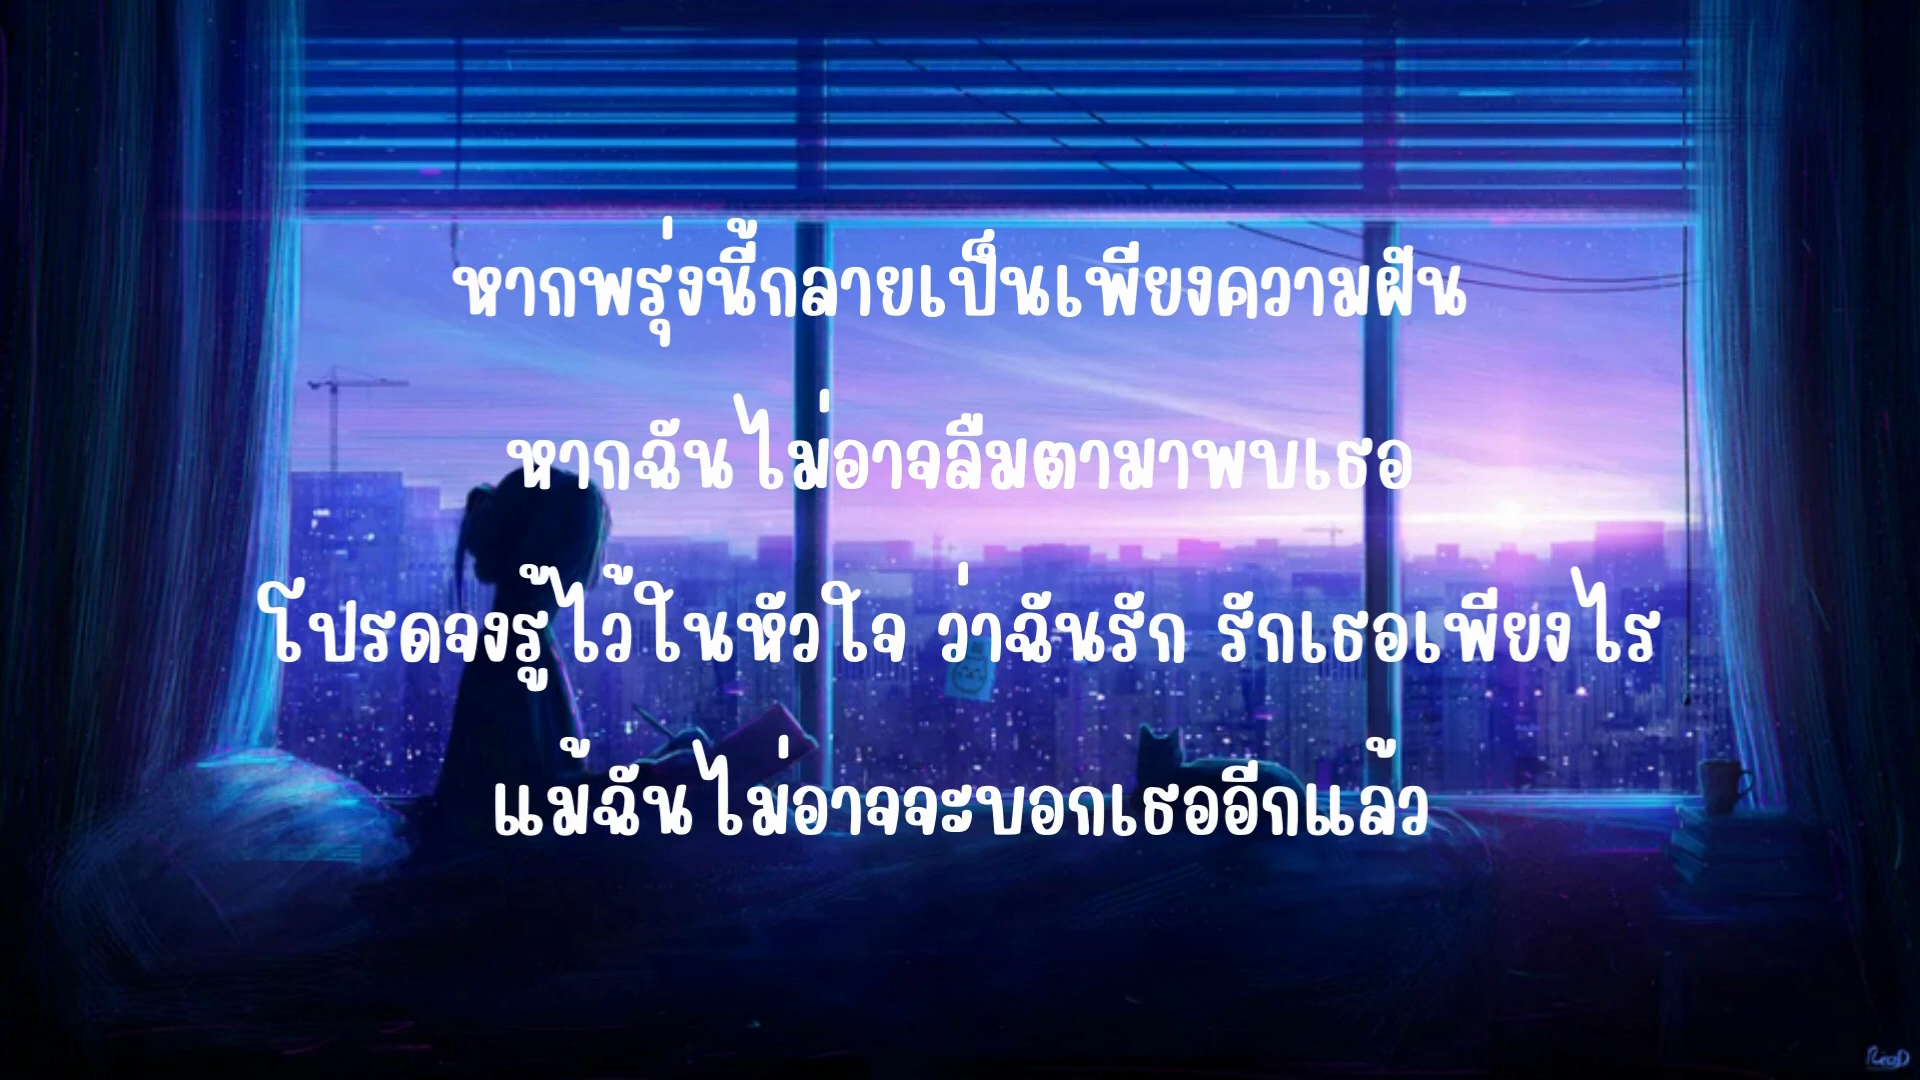 หากพรุ่งนี้กลายเป็นเพียงความฝัน
หากฉันไม่อาจลืมตามาพบเธอ
โปรดจงรู้ไว้ในหัวใจ ว่าฉันรัก รักเธอเพียงไร
แม้ฉันไม่อาจจะบอกเธออีกแล้ว